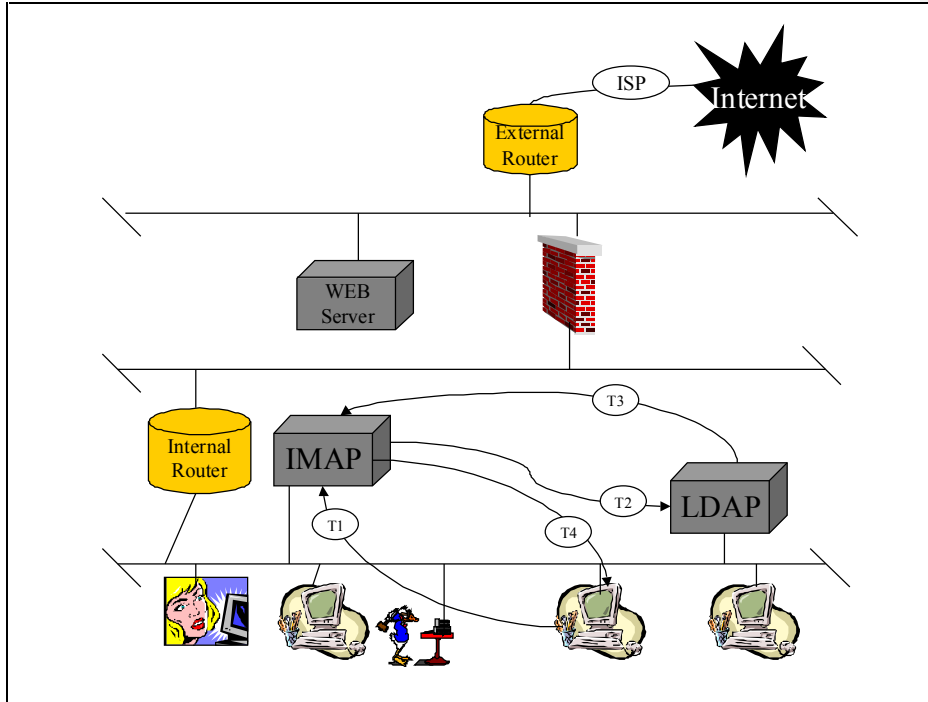 ISP
Internet
External
Router
WEB
Server
T3
Internal
Router
IMAP
T2
LDAP
T1
T4